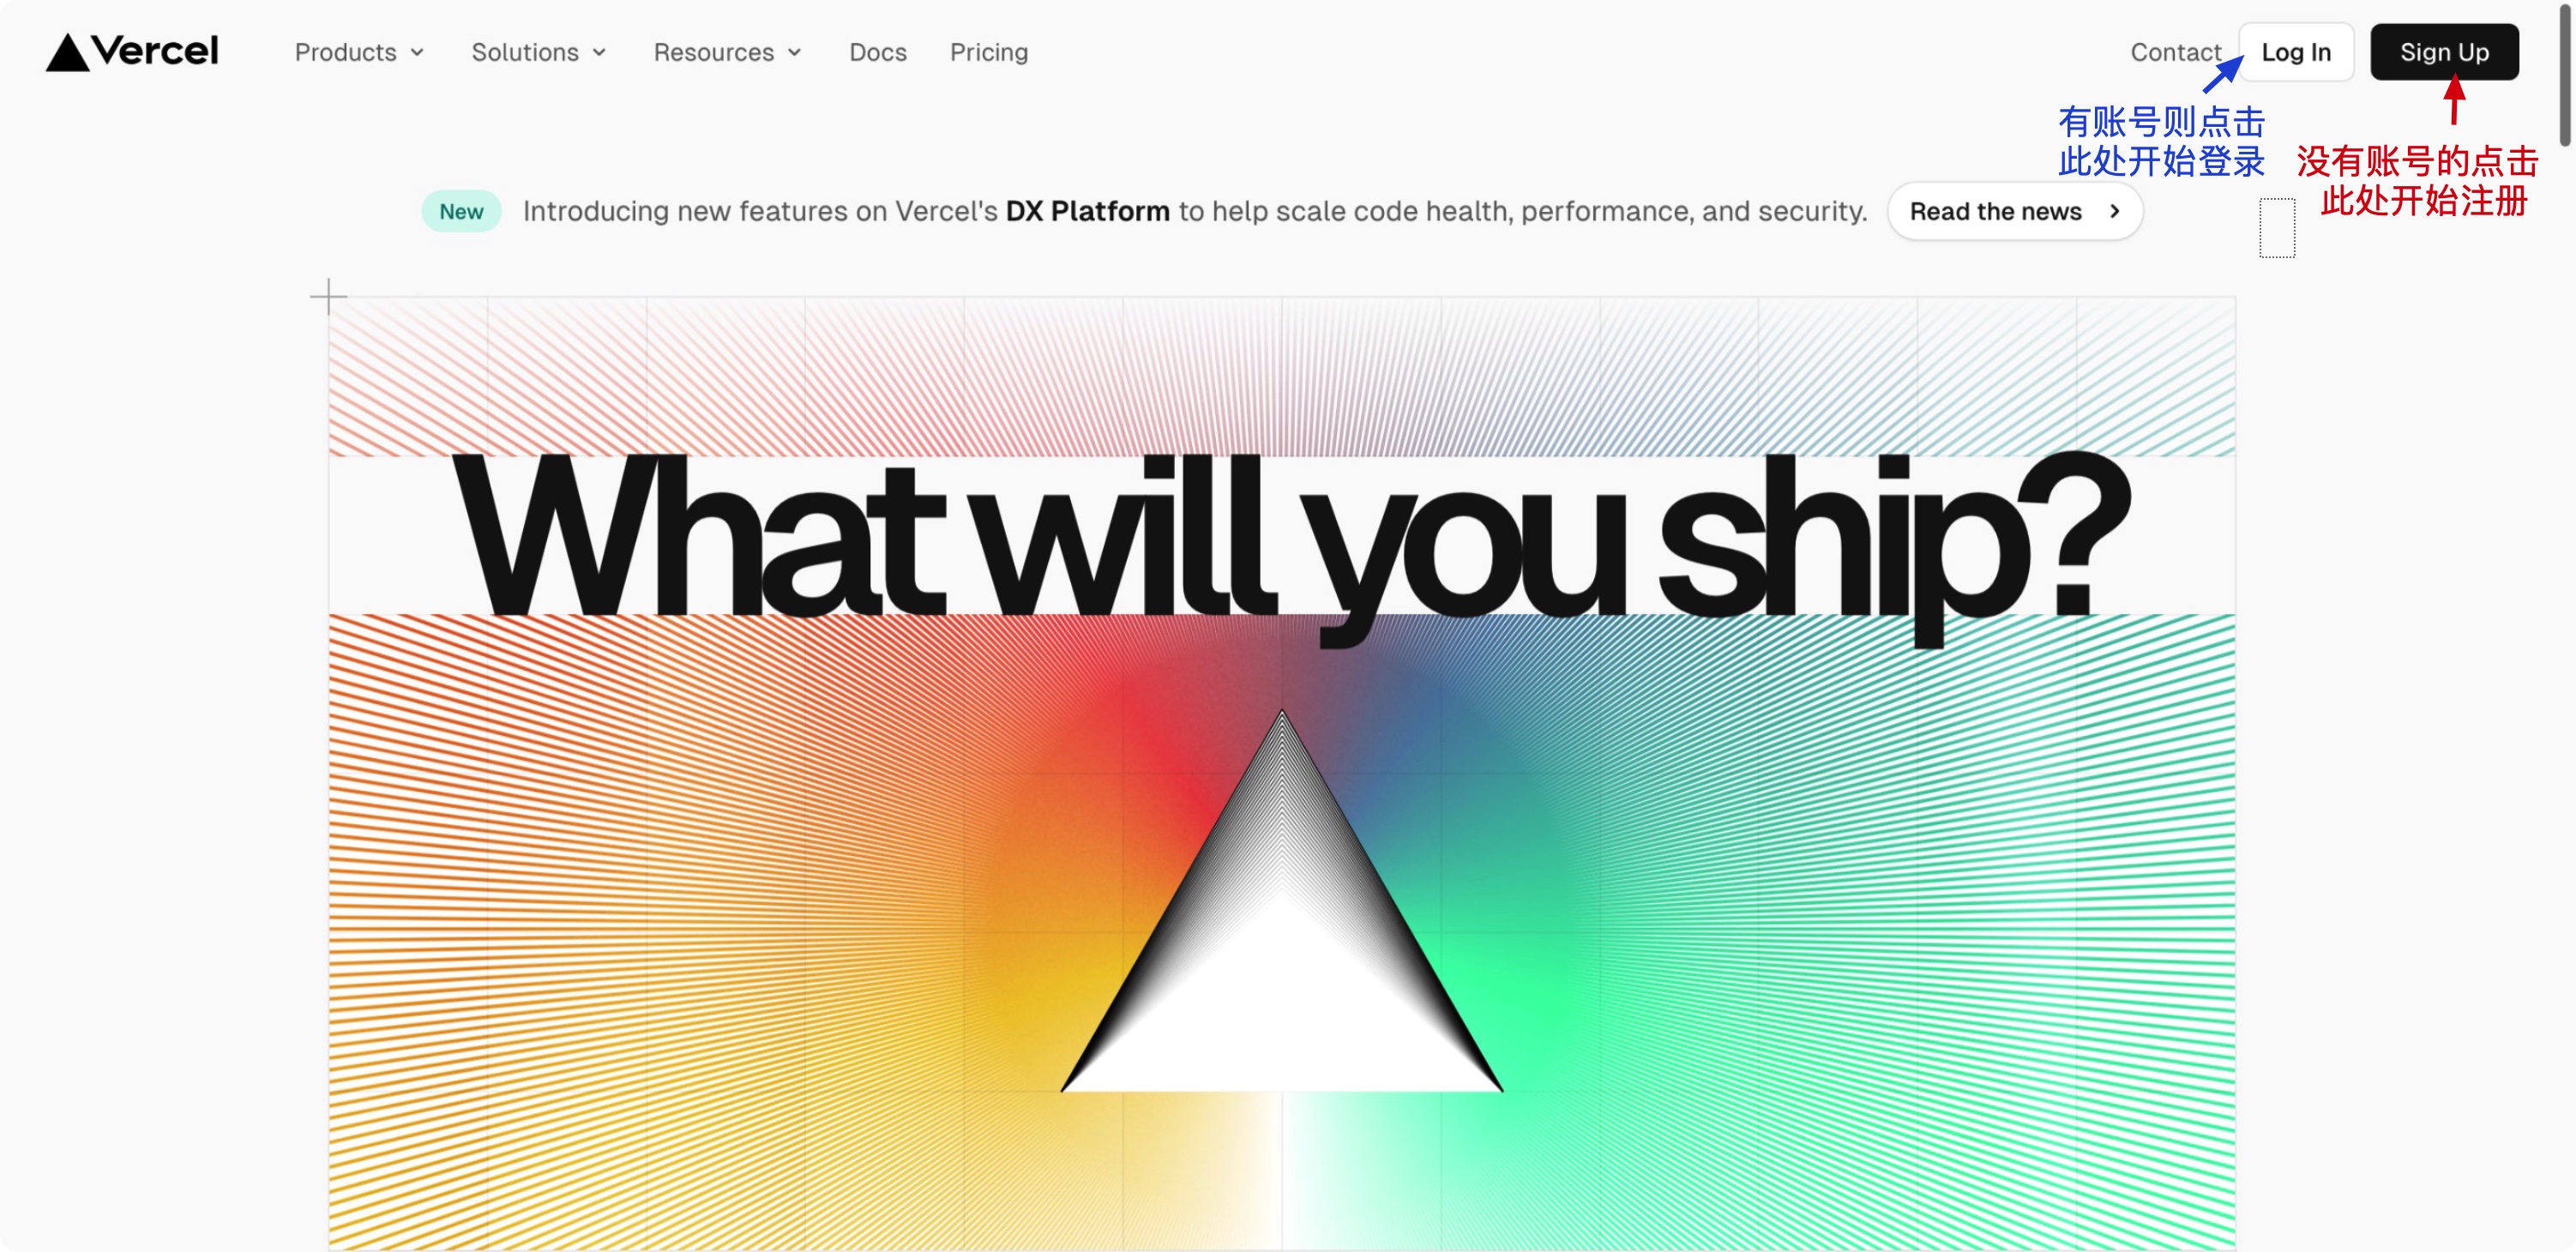 Vercel
Products
Solutions
Resources
Docs
Pricing
Contact
Log In
Sign Up
有账号则点击
此处开始登录
没有账号的点击
此处开始注册
New
Introducing new features on Vercel's DX Platform to help scale code health, performance, and security.
Read the news
What will you ship?